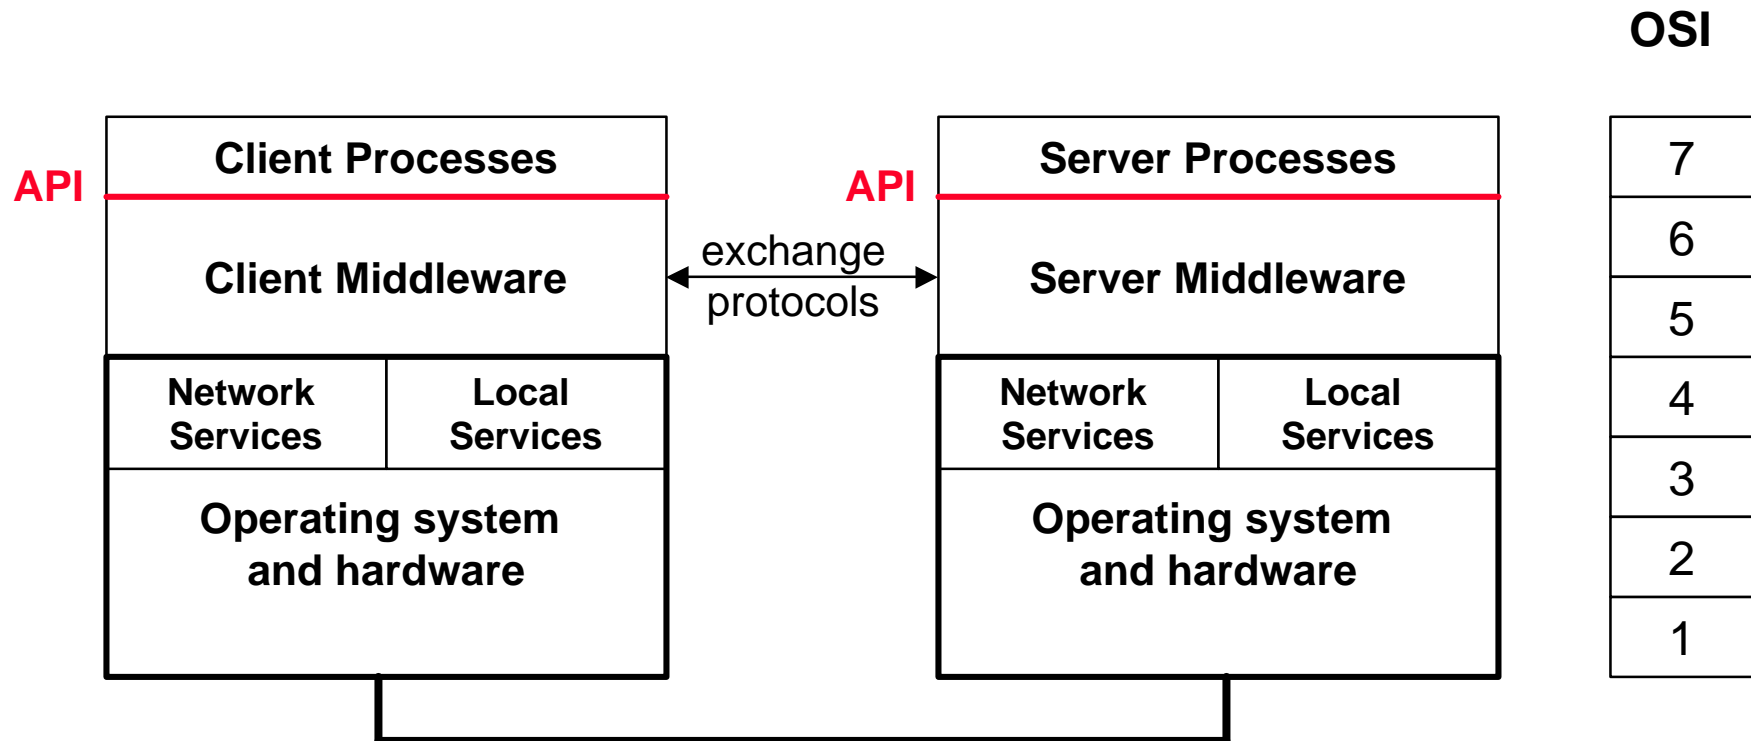 OSI
Client Processes
API
Client Middleware
exchange
protocols
Server Processes
API
Server Middleware
Network
Services
Local
Services
Operating system
and hardware
Network
Services
Local
Services
Operating system
and hardware
7
6
5
4
3
2
1